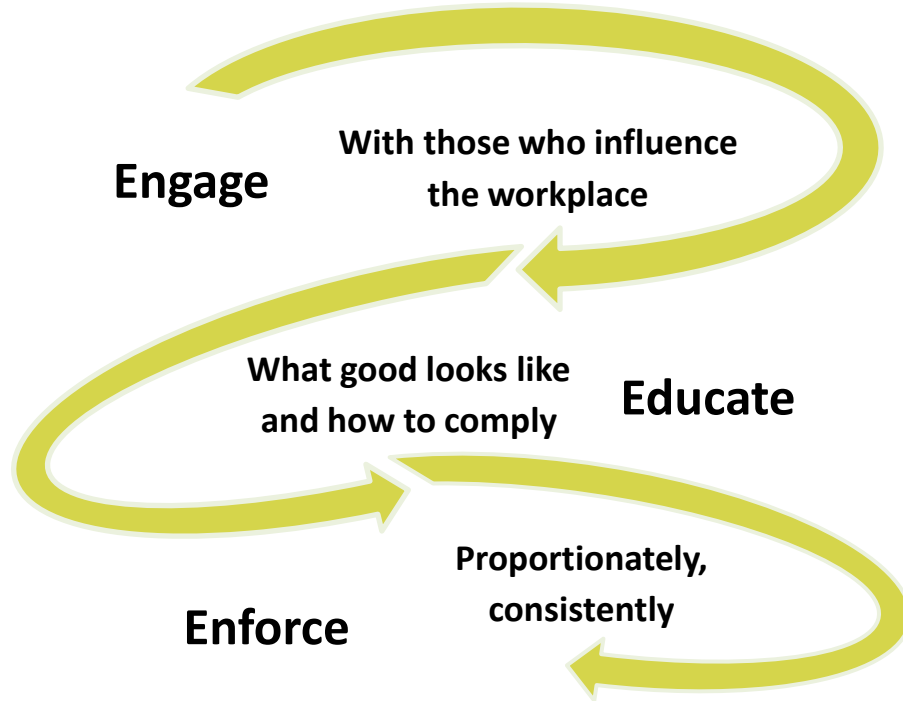 With those who influence
the workplace
Engage
What good looks like
and how to comply
Educate
Proportionately,
consistently
Enforce